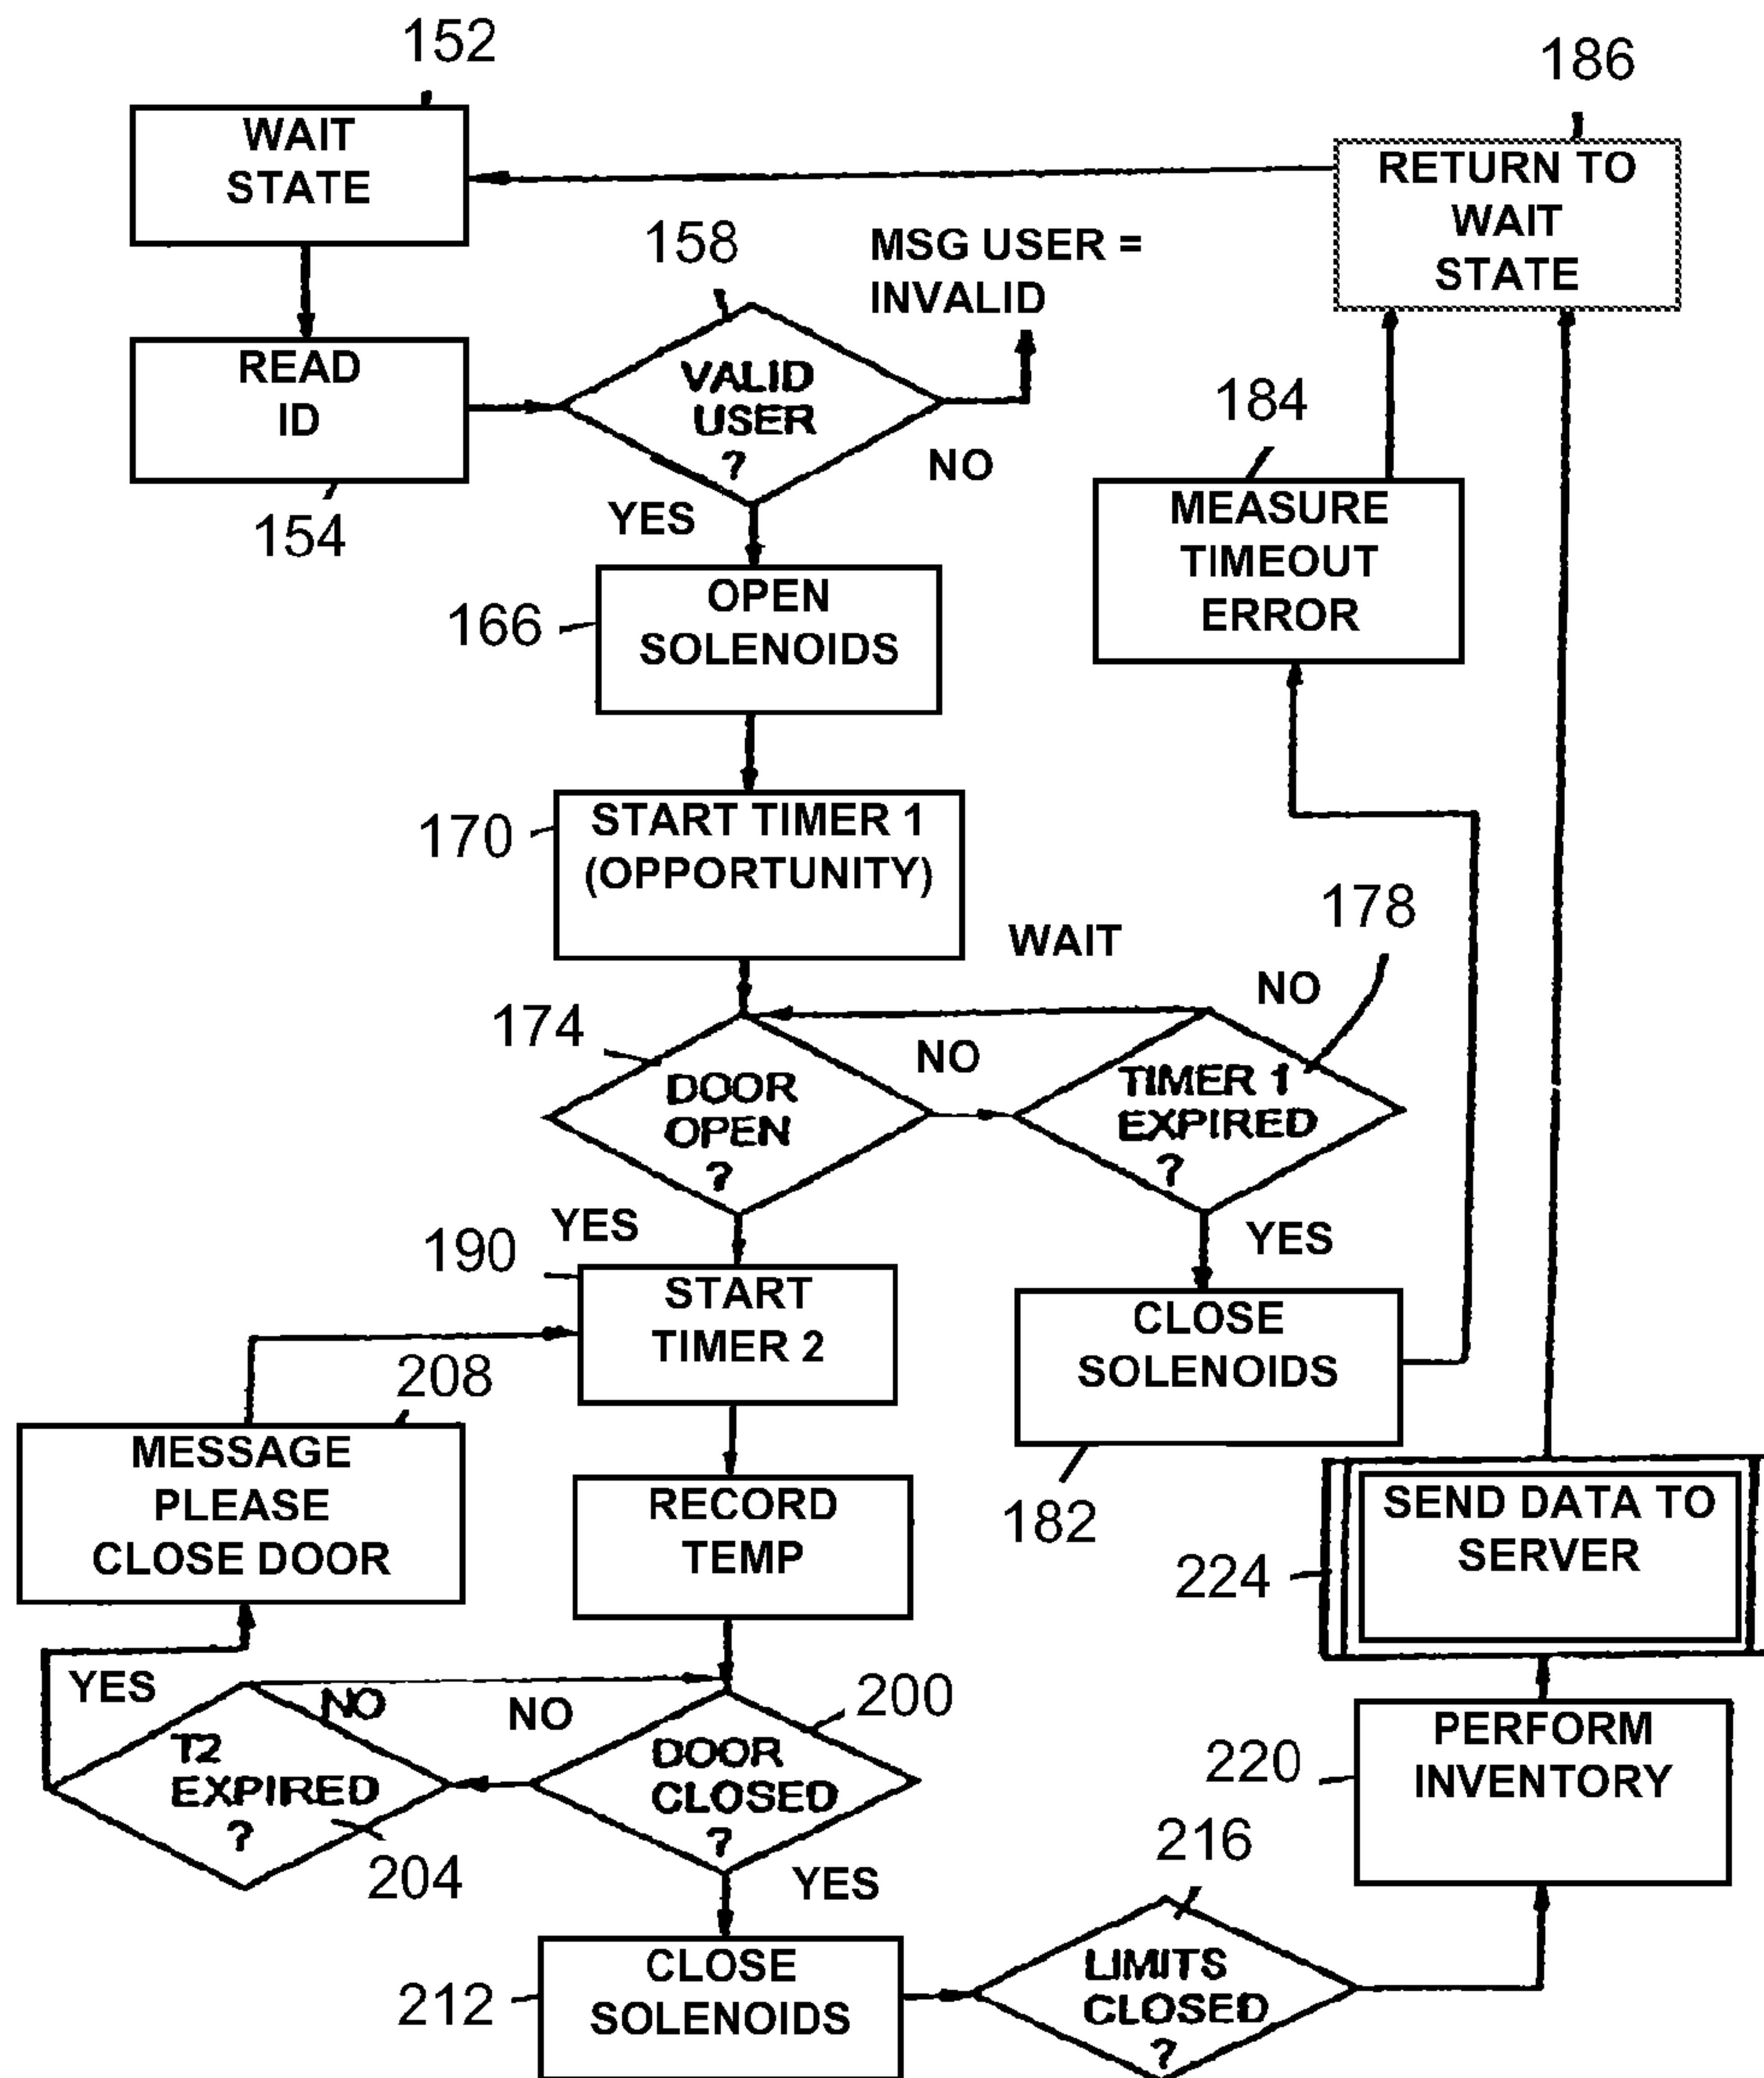 152
186
WAIT
STATE
RETURN TO
WAIT
STATE
158
MSG USER =
INVALID
READ
ID
VALID
USER
?
NO
184
154
YES
MEASURE
TIMEOUT
ERROR
166
OPEN
SOLENOIDS
170
START TIMER 1
(OPPORTUNITY)
178
WAIT
NO
174
NO
DOOR
OPEN
?
TIMER 1
EXPIRED
?
YES
YES
190
START
TIMER 2
CLOSE
SOLENOIDS
208
MESSAGE
PLEASE
CLOSE DOOR
RECORD
TEMP
182
SEND DATA TO
SERVER
224
YES
NO
NO
200
T2
EXPIRED
?
DOOR
CLOSED
?
PERFORM
INVENTORY
220
204
YES
216
CLOSE
SOLENOIDS
212
LIMITS
CLOSED
?